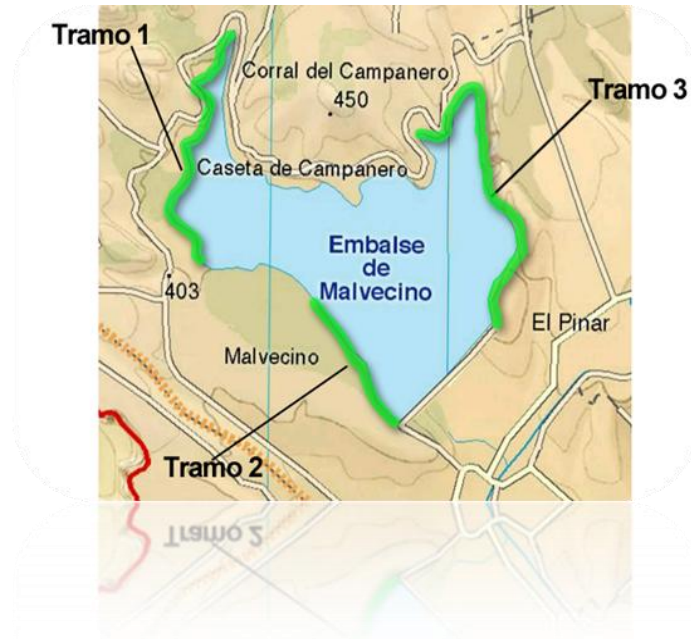 Tramo 1
Corral del Campanero
450
Tramo 3
Caseta de Campanero
Embalse
de
Malvecino
403
El Pinar
Malvecino
Tramo 2
Tramo 2